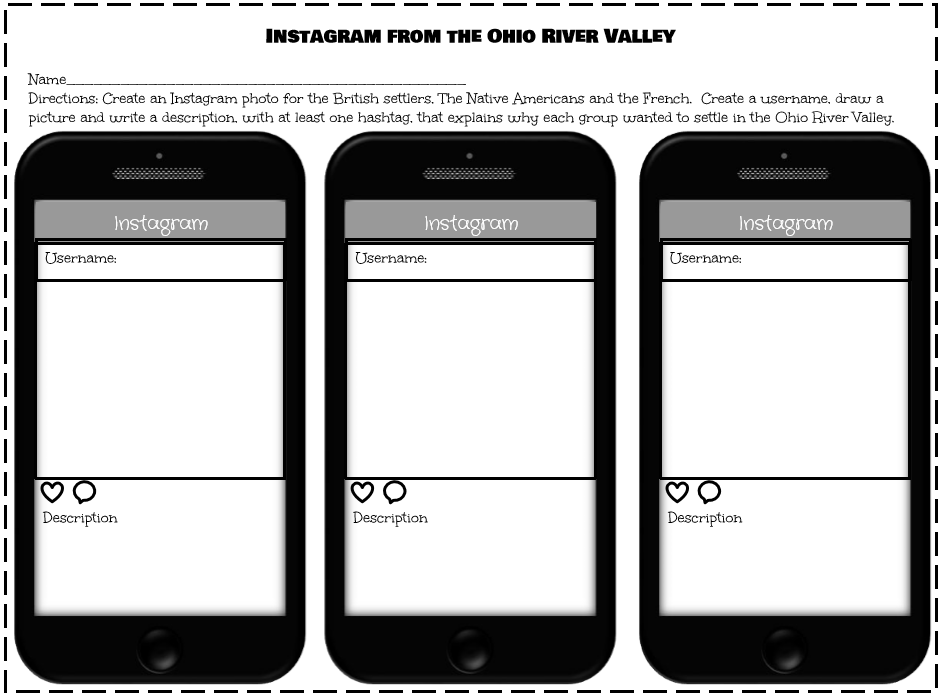 Instagram from the Ohio River Valley
Name___________________________________________________________
Directions: Create an Instagram photo for the British settlers, The Native Americans and the French.  Create a username, draw a
picture and write a description, with at least one hashtag, that explains why each group wanted to settle in the Ohio River Valley.
Instagram
Username:
Description
Instagram
Username:
Description
Instagram
Username:
Description